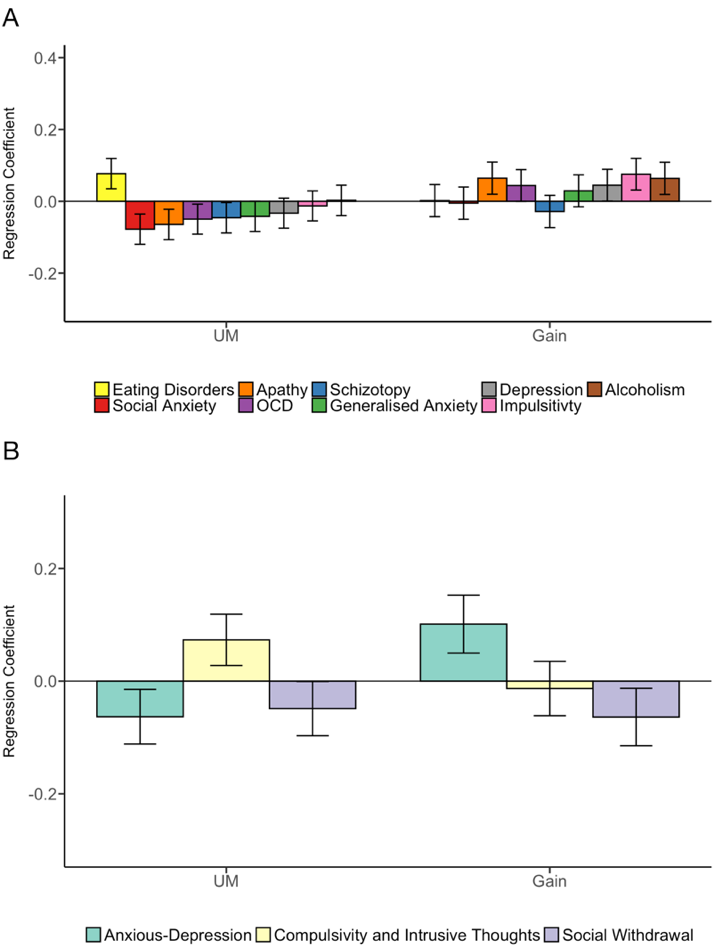 A
0.4
0.2
0.0
-0.2
Regression Coefficient
UM Gain
Eating Disorders Apathy Schizotopy Depression Alcoholism
Social Anxiety OCD Generalised Anxiety Impulsitivty
B
0.2
0.0
-0.2
Regression Coefficient
UM Gain
Anxious-Depression Compulsivity and Intrusive Thoughts Social Withdrawal